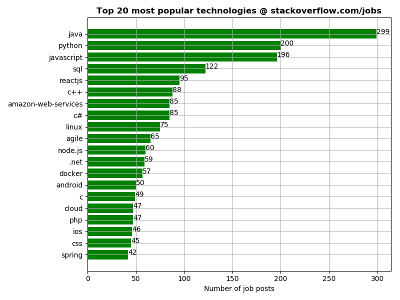 Top 20 most popular technologies @ stackoverflow.com/jobs
java 299
python 200
javascript 196
sql 122
reactjs 95
c++ 88
amazon-web-services 85
c# 85
linux 75
agile 65
node.js 60
.net 59
docker 57
android 50
c 49
cloud 47
php 47
ios 46
css 45
spring 42
0 50 100 150 200 250 300
Number of job posts